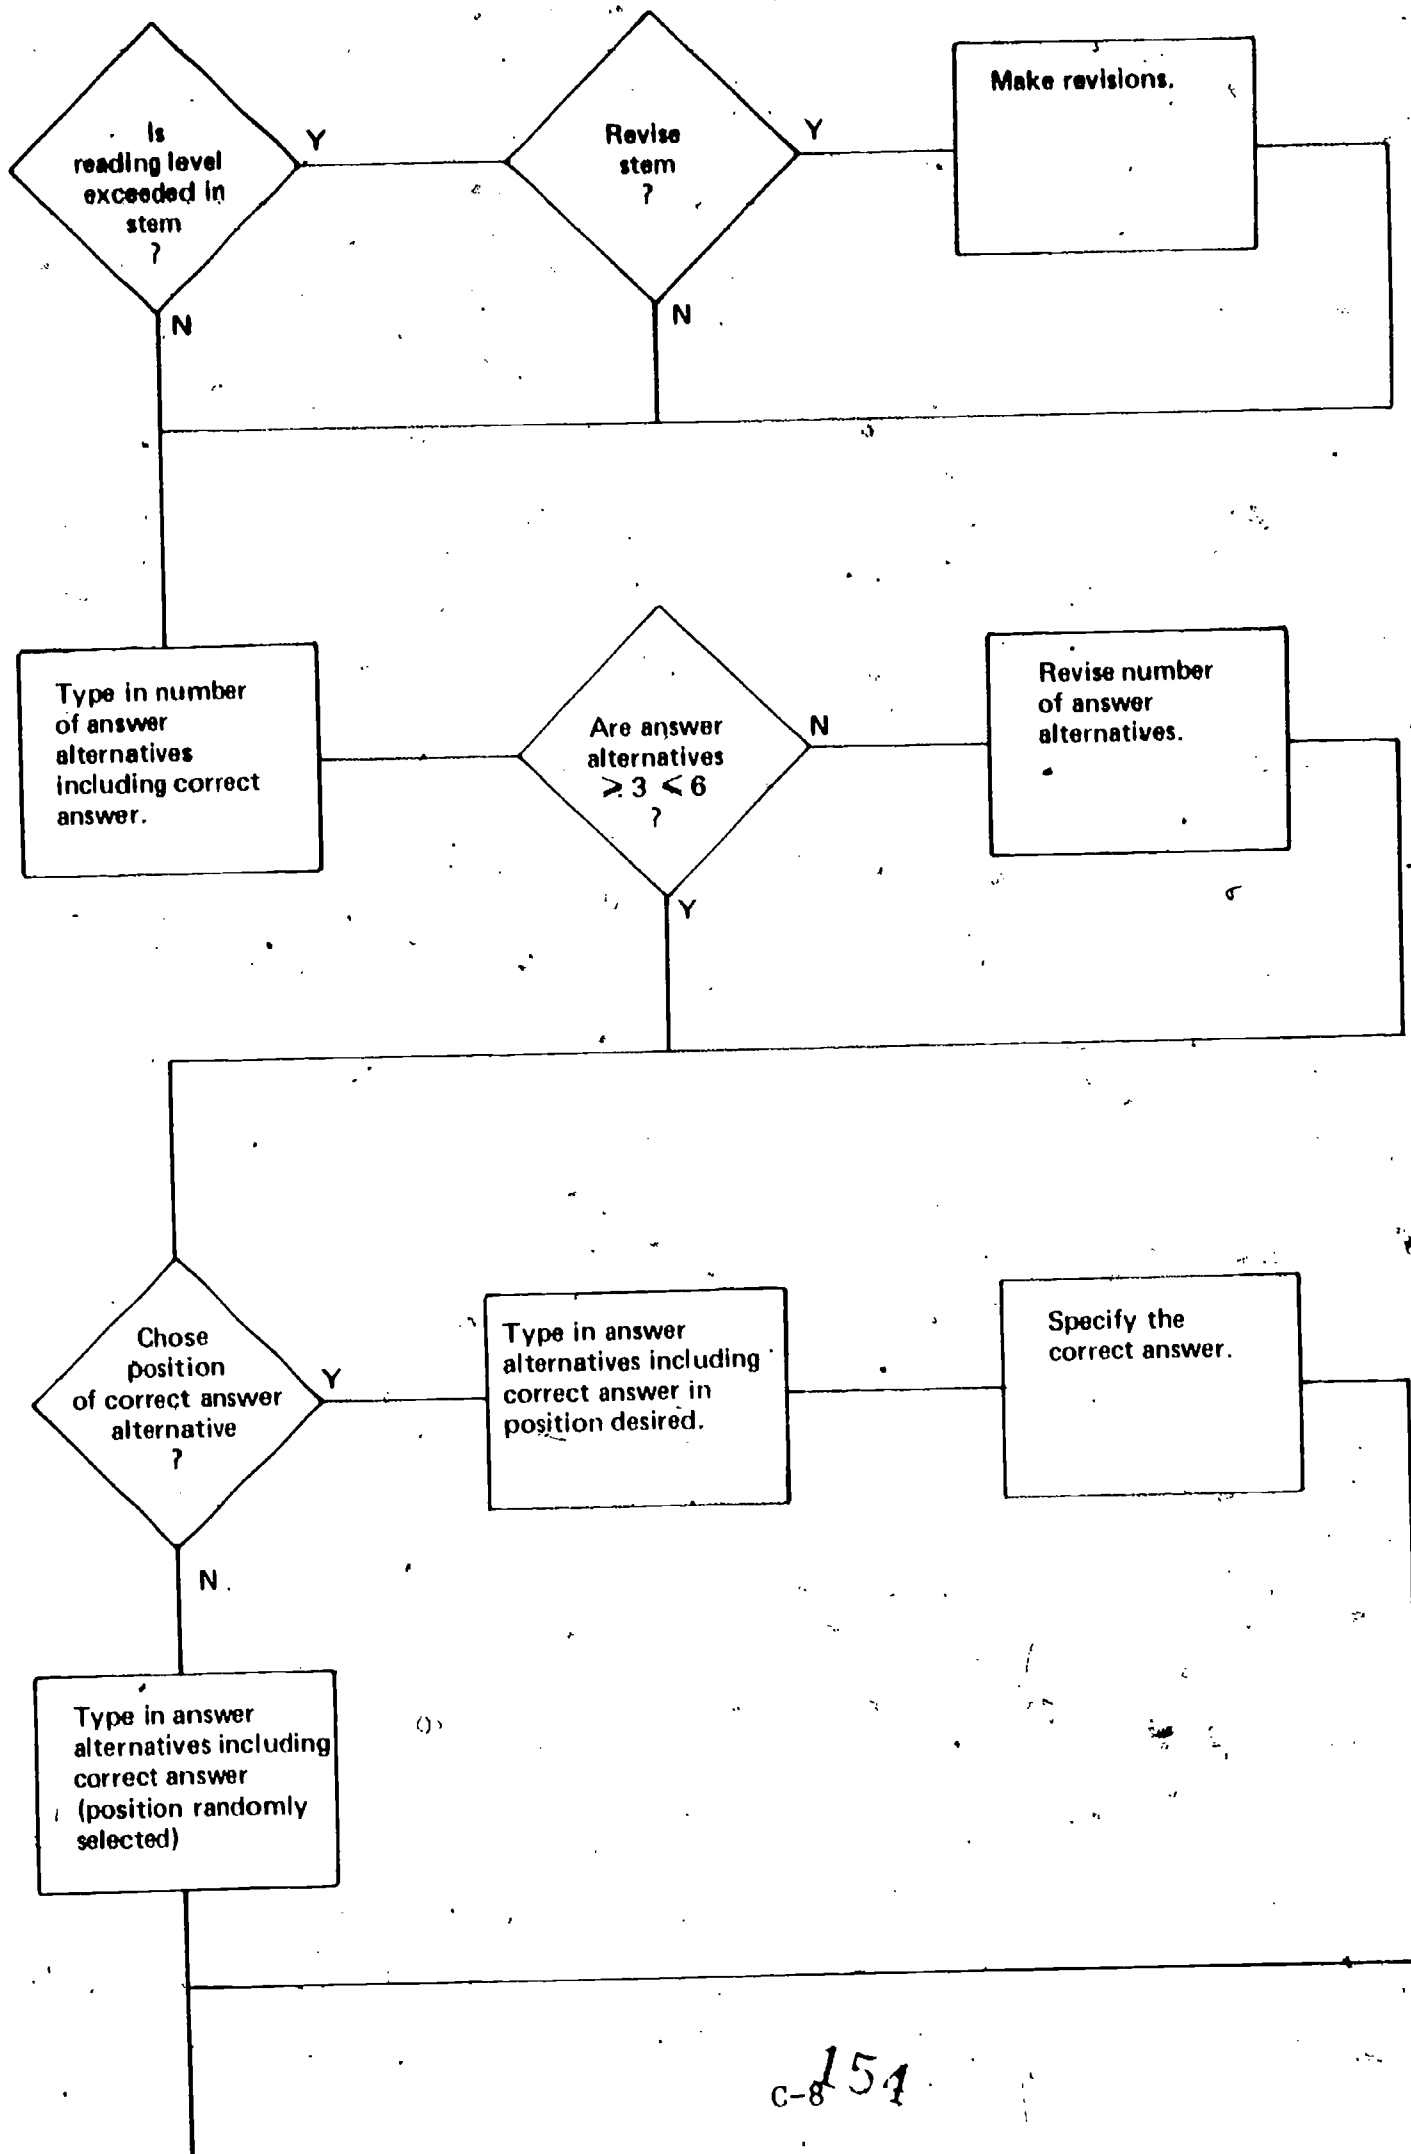 Is
reading level
exceeded in
stem
?
Y
N
Revise
stem
?
Y
N
Make revisions.
Type in number
of answer
alternatives
including correct
answer.
Are answer
alternatives
⩾ 3 ⩽ 6
?
N
Y
Revise number
of answer
alternatives.
Chose
position
of correct answer
alternative
?
Y
N
Type in answer
alternatives including
correct answer in
position desired.
Specify the
correct answer.
Type in answer
alternatives including
correct answer
(position randomly
selected)
C-8
154